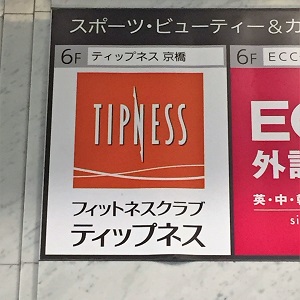 スポーツ・ビューティー＆カ
6F ティップネス 京橋
TIPNESS
フィットネスクラブ
ティップネス
6F ECC
EC
外語
英・中・
si